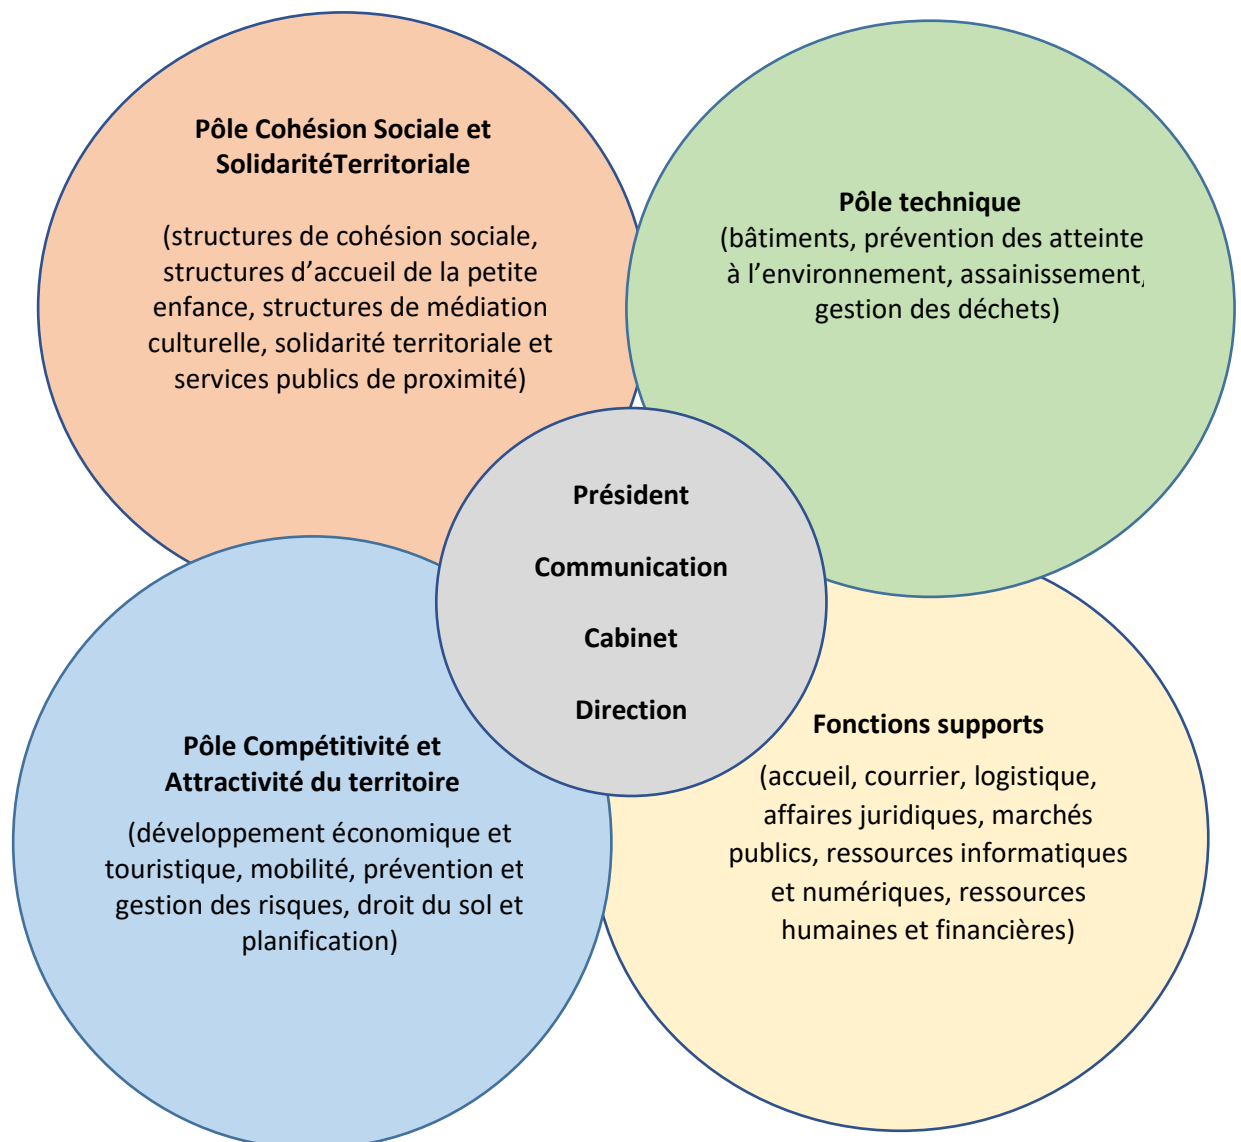 Pôle Cohésion Sociale et
SolidaritéTerritoriale
(structures de cohésion sociale,
structures d’accueil de la petite
enfance, structures de médiation
culturelle, solidarité territoriale et
services publics de proximité)
Pôle technique
(bâtiments, prévention des atteinte
à l’environnement, assainissement,
gestion des déchets)
Président
Communication
Cabinet
Direction
Pôle Compétitivité et
Attractivité du territoire
(développement économique et
touristique, mobilité, prévention et
gestion des risques, droit du sol et
planification)
Fonctions supports
(accueil, courrier, logistique,
affaires juridiques, marchés
publics, ressources informatiques
et numériques, ressources
humaines et financières)